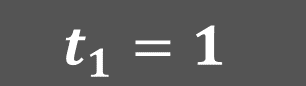 t₁ = 1